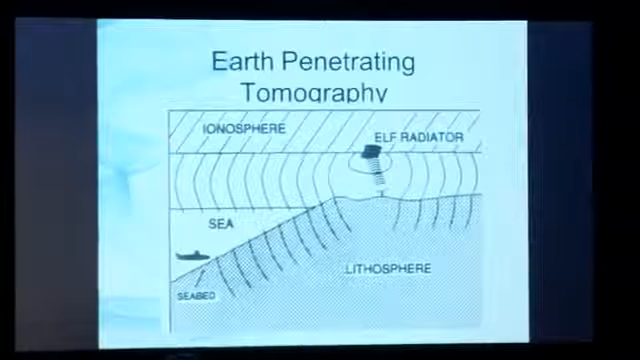 Earth Penetrating
Tomography
IONOSPHERE
ELF RADIATOR
SEA
LITHOSPHERE
SEABED